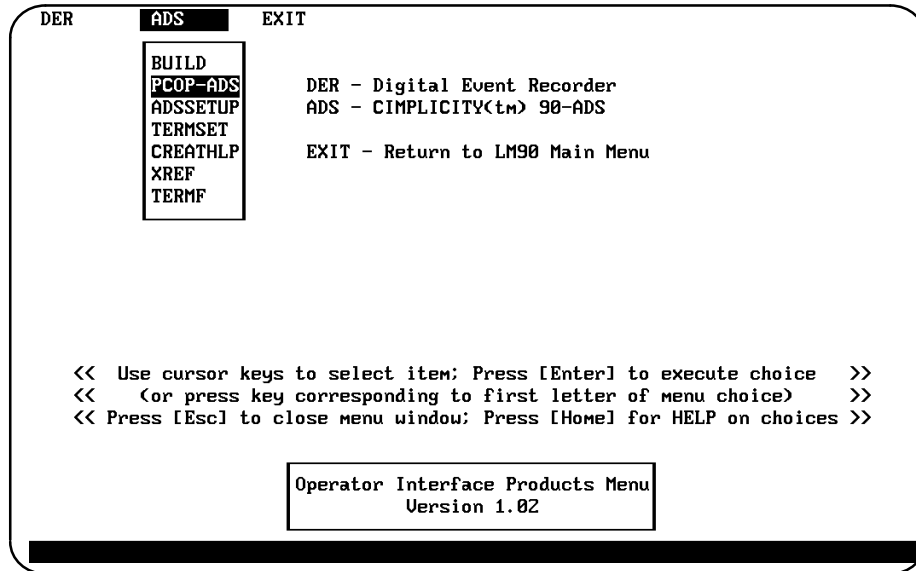 DER ADS EXIT
BUILD
PCOP-ADS DER - Digital Event Recorder
ADSSETUP ADS - CIMPLICITY(tm) 90-ADS
TERMSET
CREATHLP EXIT - Return to LM90 Main Menu
XREF
TERMF
<< Use cursor keys to select item; Press [Enter] to execute choice >>
<< (or press key corresponding to first letter of menu choice) >>
<< Press [Esc] to close menu window; Press [Home] for HELP on choices >>
Operator Interface Products Menu
Version 1.02